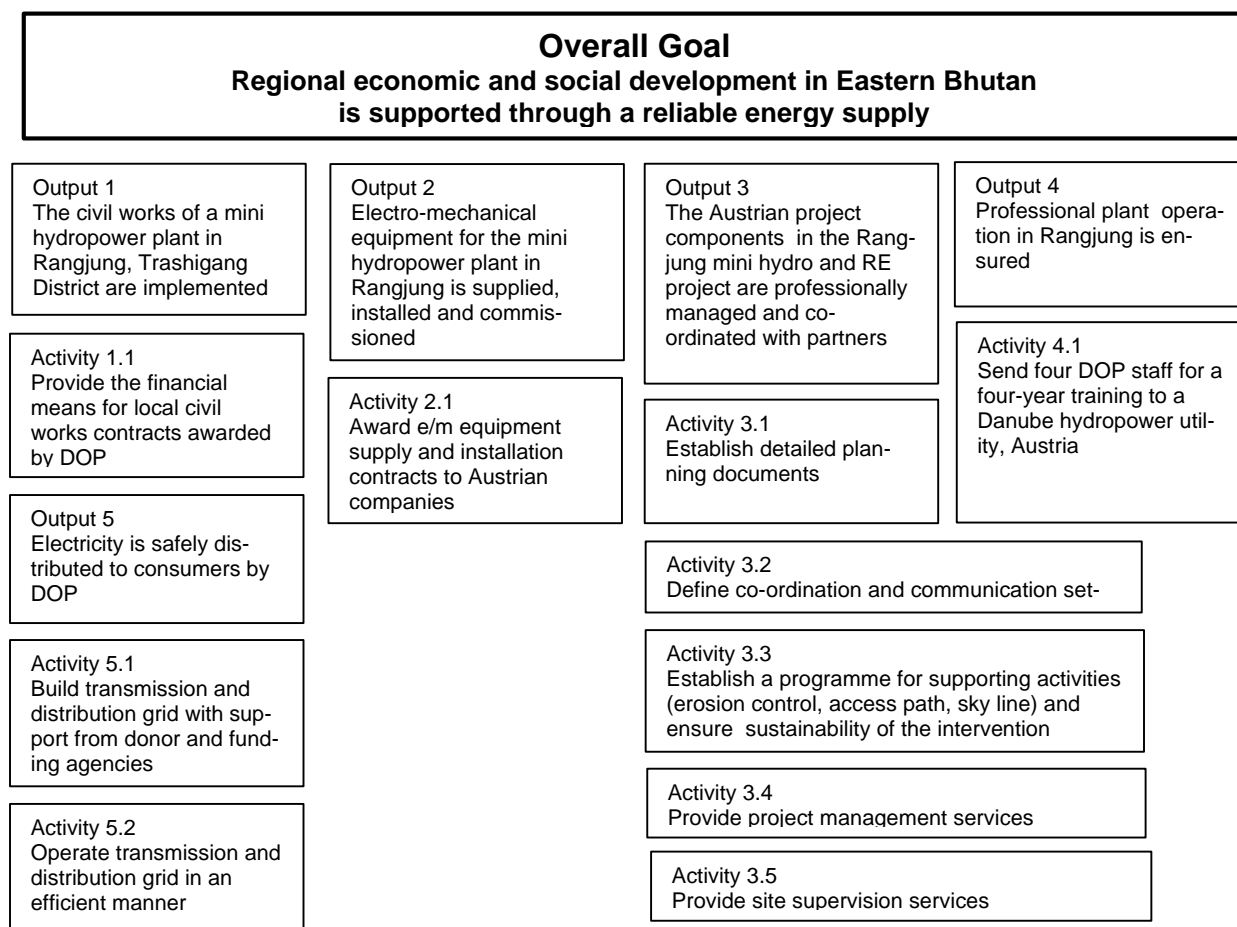 Overall Goal
Regional economic and social development in Eastern Bhutan
is supported through a reliable energy supply
Output 1
The civil works of a mini
hydropower plant in
Rangjung, Trashigang
District are implemented
Activity 1.1
Provide the financial
means for local civil
works contracts awarded
by DOP
Output 5
Electricity is safely dis-
tributed to consumers by
DOP
Activity 5.1
Build transmission and
distribution grid with sup-
port from donor and fund-
ing agencies
Activity 5.2
Operate transmission and
distribution grid in an
efficient manner
Output 2
Electro-mechanical
equipment for the mini
hydropower plant in
Rangjung is supplied,
installed and commis-
sioned
Activity 2.1
Award e/m equipment
supply and installation
contracts to Austrian
companies
Output 3
The Austrian project
components in the Rang-
jung mini hydro and RE
project are professionally
managed and co-
ordinated with partners
Activity 3.1
Establish detailed plan-
ning documents
Activity 3.2
Define co-ordination and communication set-
Activity 3.3
Establish a programme for supporting activities
(erosion control, access path, sky line) and
ensure sustainability of the intervention
Activity 3.4
Provide project management services
Activity 3.5
Provide site supervision services
Output 4
Professional plant opera-
tion in Rangjung is en-
sured
Activity 4.1
Send four DOP staff for a
four-year training to a
Danube hydropower util-
ity, Austria